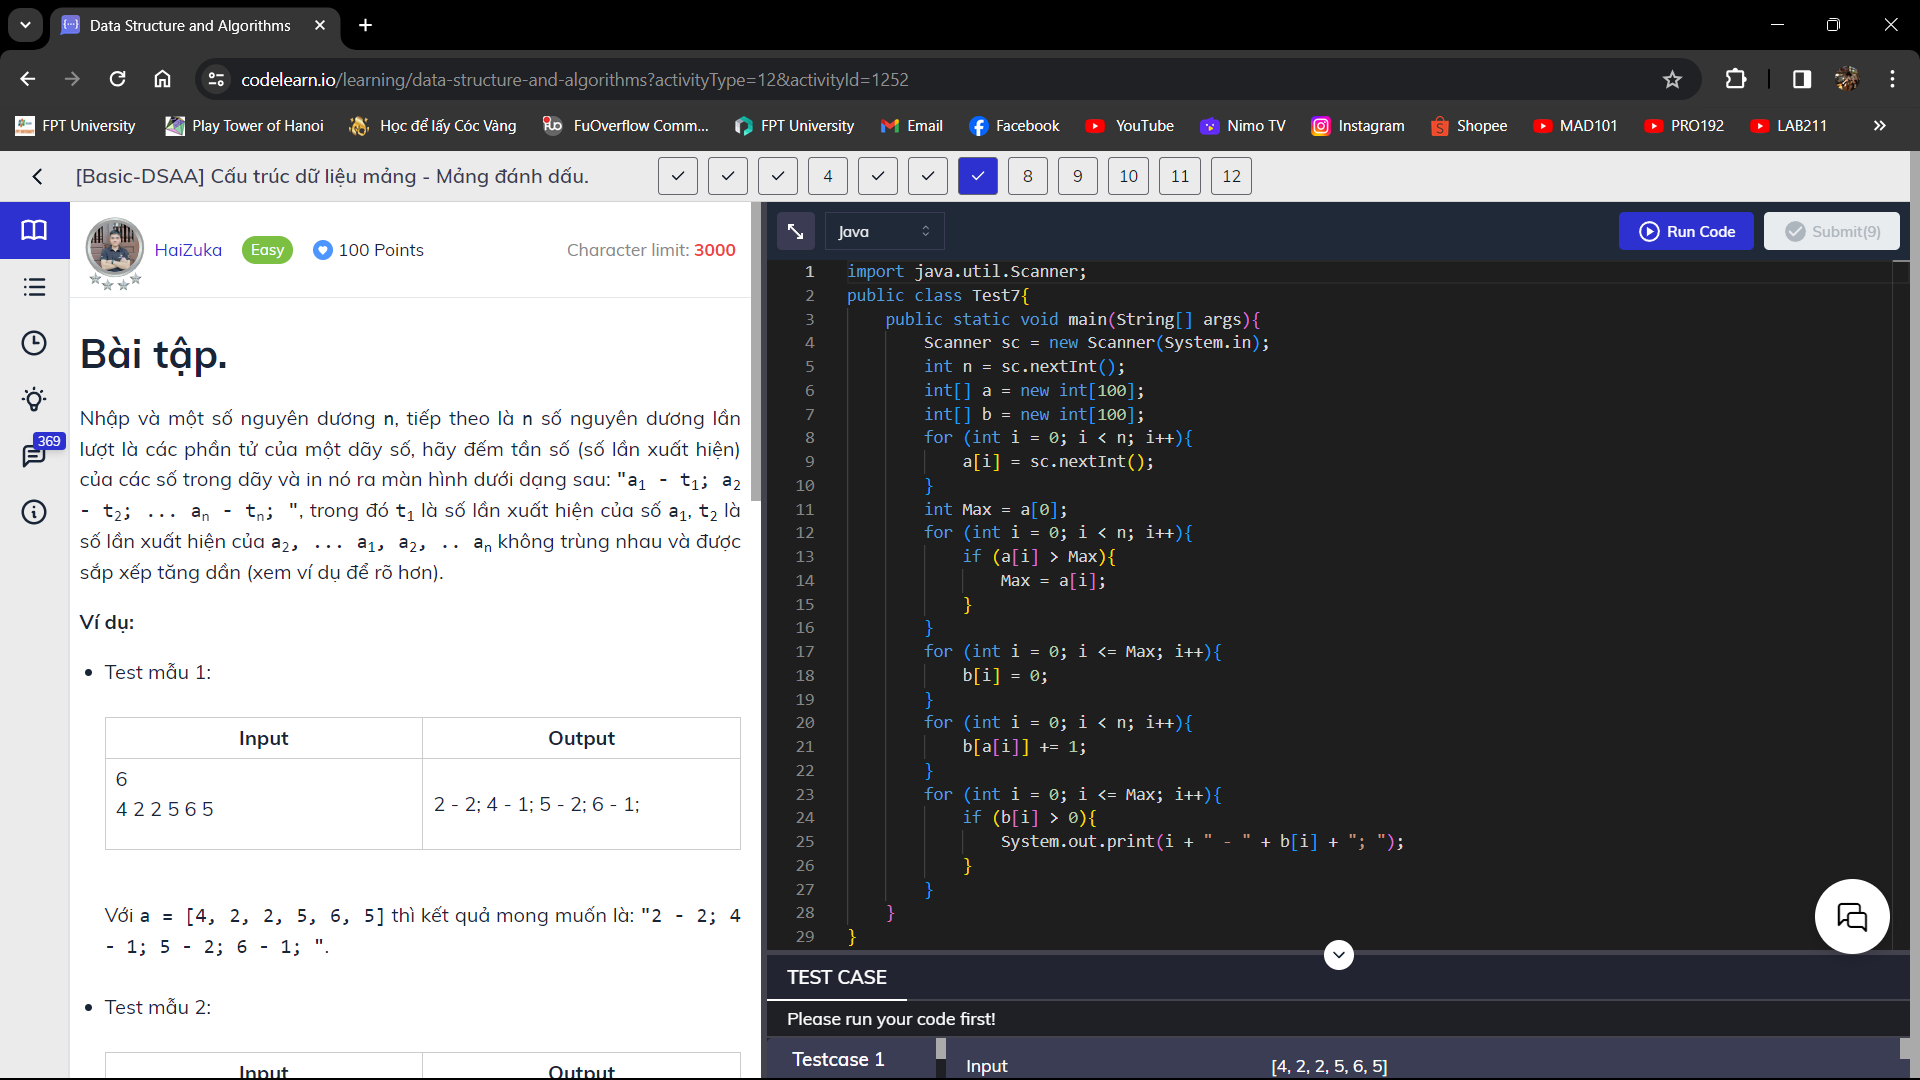 Data Structure and Algorithms
codelearn.io/learning/data-structure-and-algorithms?activityType=12&activityId=1252
FPT University Play Tower of Hanoi Học để lấy Cóc Vàng FuOverflow Comm... FPT University Email Facebook YouTube Nimo TV Instagram Shopee MAD101 PRO192 LAB211 »
[Basic-DSAA] Cấu trúc dữ liệu mảng - Mảng đánh dấu.
4 8 9 10 11 12
HaiZuka Easy 100 Points Character limit: 3000
369
Bài tập.
Nhập và một số nguyên dương n, tiếp theo là n số nguyên dương lần
lượt là các phần tử của một dãy số, hãy đếm tần số (số lần xuất hiện)
của các số trong dãy và in nó ra màn hình dưới dạng sau: "a1 - t1; a2
- t2; ... an - tn; ", trong đó t1 là số lần xuất hiện của số a1, t2 là
số lần xuất hiện của a2, ... a1, a2, .. an không trùng nhau và được
sắp xếp tăng dần (xem ví dụ để rõ hơn).
Ví dụ:
• Test mẫu 1:
Input Output
6
4 2 2 5 6 5
2 - 2; 4 - 1; 5 - 2; 6 - 1;
Với a = [4, 2, 2, 5, 6, 5] thì kết quả mong muốn là: "2 - 2; 4
- 1; 5 - 2; 6 - 1; ".
• Test mẫu 2:
Input Output
Java Run Code Submit(9)
1 import java.util.Scanner;
2 public class Test7{
3 public static void main(String[] args){
4 Scanner sc = new Scanner(System.in);
5 int n = sc.nextInt();
6 int[] a = new int[100];
7 int[] b = new int[100];
8 for (int i = 0; i < n; i++){
9 a[i] = sc.nextInt();
10 }
11 int Max = a[0];
12 for (int i = 0; i < n; i++){
13 if (a[i] > Max){
14 Max = a[i];
15 }
16 }
17 for (int i = 0; i <= Max; i++){
18 b[i] = 0;
19 }
20 for (int i = 0; i < n; i++){
21 b[a[i]] += 1;
22 }
23 for (int i = 0; i <= Max; i++){
24 if (b[i] > 0){
25 System.out.print(i + " - " + b[i] + "; ");
26 }
27 }
28 }
29 }
TEST CASE
Please run your code first!
Testcase 1
Input [4, 2, 2, 5, 6, 5]